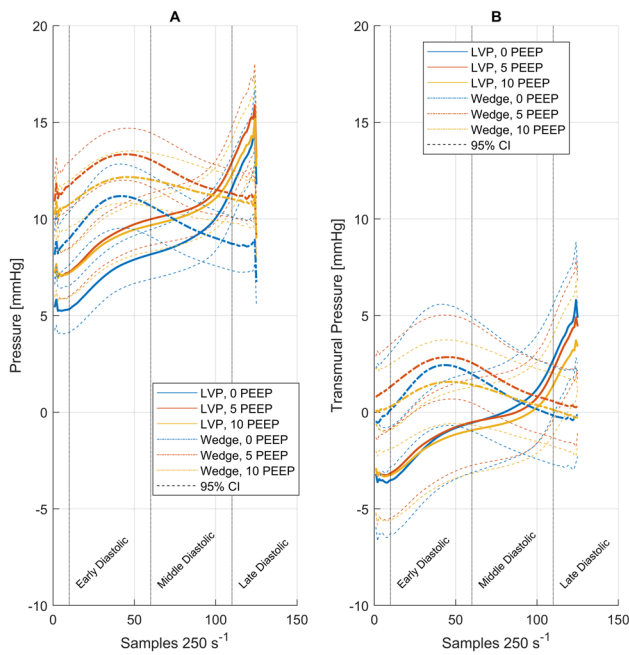 A
Pressure [mmHg]
20
15
10
5
0
-5
-10
LVP, 0 PEEP
LVP, 5 PEEP
LVP, 10 PEEP
Wedge, 0 PEEP
Wedge, 5 PEEP
Wedge, 10 PEEP
95% CI
Early Diastolic
Middle Diastolic
Late Diastolic
0
50
100
150
Samples 250 s⁻¹
B
Transmural Pressure [mmHg]
20
15
10
5
0
-5
-10
LVP, 0 PEEP
LVP, 5 PEEP
LVP, 10 PEEP
Wedge, 0 PEEP
Wedge, 5 PEEP
Wedge, 10 PEEP
95% CI
Early Diastolic
Middle Diastolic
Late Diastolic
0
50
100
150
Samples 250 s⁻¹